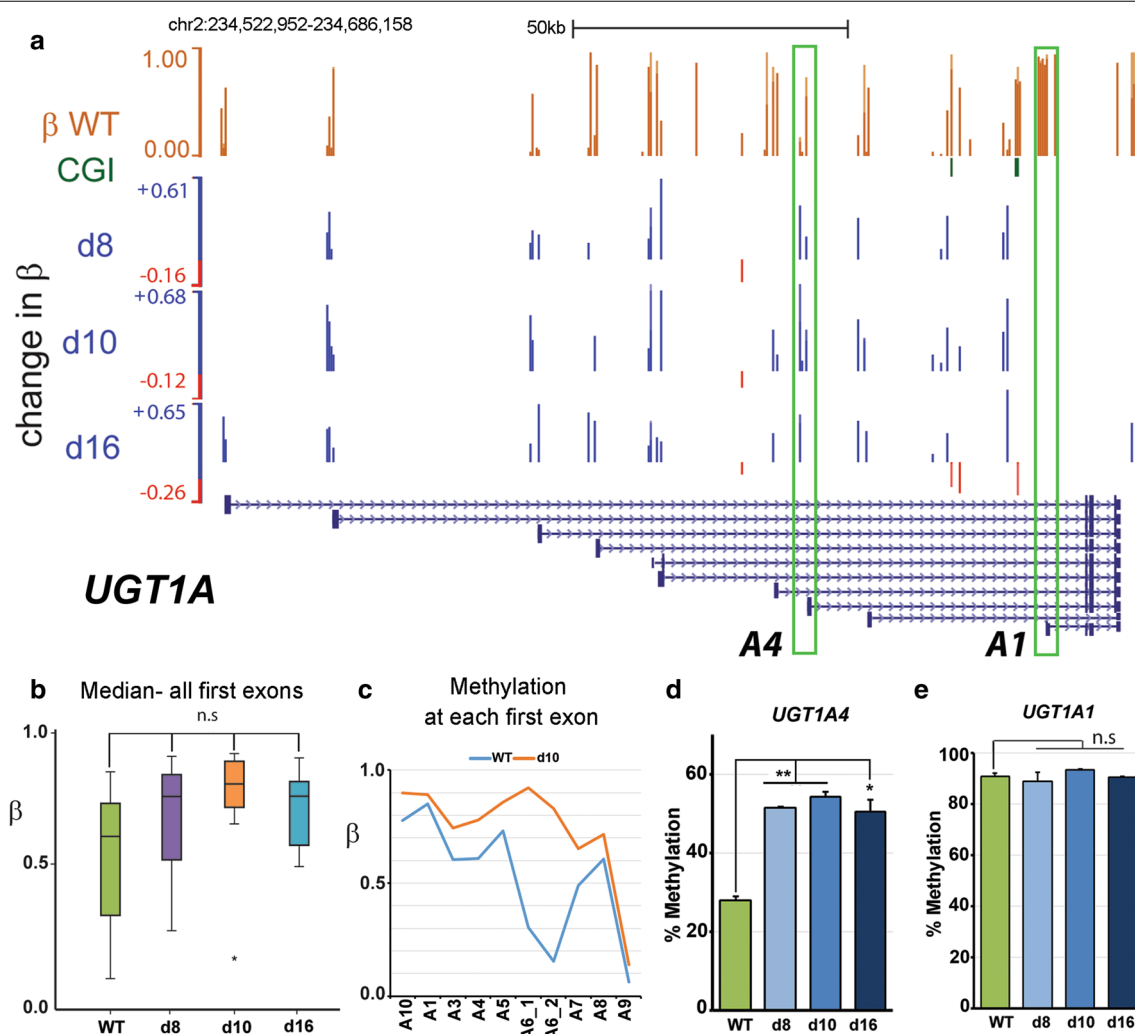 chr2:234,522,952-234,686,158
50kb
a
1.00
β WT
0.00
CGI
+0.61
d8
-0.16
+0.68
change in β
d10
-0.12
+0.65
d16
-0.26
UGT1A
A4
A1
b
Median- all first exons
n.s
1.0
β
0.5
0.0
*
WT
d8
d10
d16
c
Methylation
at each first exon
WT
d10
1.0
β
0.5
0.0
A10
A1
A3
A4
A5
A6_1
A6_2
A7
A8
A9
d
UGT1A4
**
*
60
40
20
0
% Methylation
WT
d8
d10
d16
e
UGT1A1
n.s
100
80
60
40
20
0
% Methylation
WT
d8
d10
d16